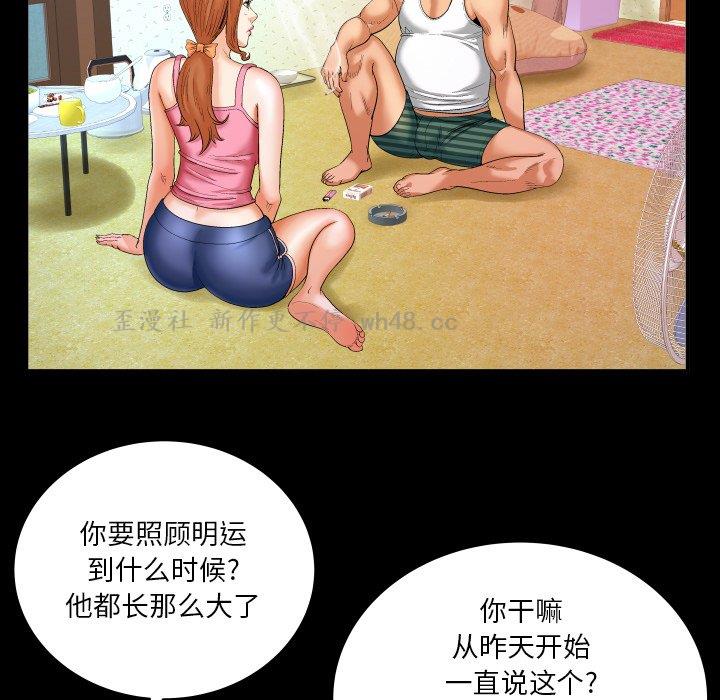 歪漫社 新作更不停 wh48.cc
你要照顾明运
到什么时候?
他都长那么大了
你干嘛
从昨天开始
一直说这个?